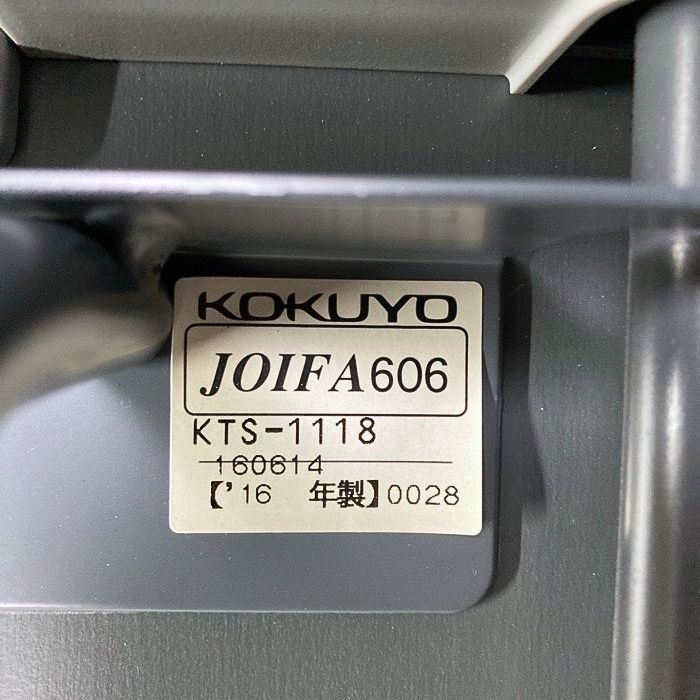 KOKUYO
JOIFA606
KTS-1118
160614
【'16 年製】0028